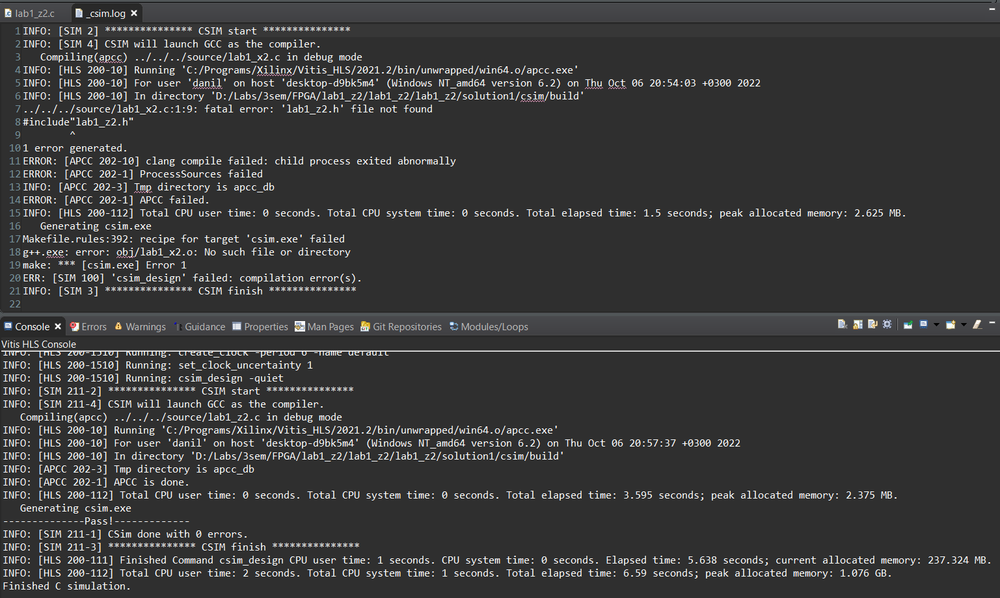 lab1_z2.c
_csim.log
1 INFO: [SIM 2] *************** CSIM start ***************
2 INFO: [SIM 4] CSIM will launch GCC as the compiler.
3    Compiling(apcc) ../../../source/lab1_x2.c in debug mode
4 INFO: [HLS 200-10] Running 'C:/Programs/Xilinx/Vitis_HLS/2021.2/bin/unwrapped/win64.o/apcc.exe'
5 INFO: [HLS 200-10] For user 'danil' on host 'desktop-d9bk5m4' (Windows NT_amd64 version 6.2) on Thu Oct 06 20:54:03 +0300 2022
6 INFO: [HLS 200-10] In directory 'D:/Labs/3sem/FPGA/lab1_z2/lab1_z2/lab1_z2/solution1/csim/build'
7 ../../../source/lab1_x2.c:1:9: fatal error: 'lab1_z2.h' file not found
8 #include"lab1_z2.h"
9         ^
10 1 error generated.
11 ERROR: [APCC 202-10] clang compile failed: child process exited abnormally
12 ERROR: [APCC 202-1] ProcessSources failed
13 INFO: [APCC 202-3] Tmp directory is apcc_db
14 ERROR: [APCC 202-1] APCC failed.
15 INFO: [HLS 200-112] Total CPU user time: 0 seconds. Total CPU system time: 0 seconds. Total elapsed time: 1.5 seconds; peak allocated memory: 2.625 MB.
16    Generating csim.exe
17 Makefile.rules:392: recipe for target 'csim.exe' failed
18 g++.exe: error: obj/lab1_x2.o: No such file or directory
19 make: *** [csim.exe] Error 1
20 ERR: [SIM 100] 'csim_design' failed: compilation error(s).
21 INFO: [SIM 3] *************** CSIM finish ***************
22
Console Errors Warnings Guidance Properties Man Pages Git Repositories Modules/Loops
Vitis HLS Console
INFO: [HLS 200-1510] Running: create_clock -period 6 -name default
INFO: [HLS 200-1510] Running: set_clock_uncertainty 1
INFO: [HLS 200-1510] Running: csim_design -quiet
INFO: [SIM 211-2] *************** CSIM start ***************
INFO: [SIM 211-4] CSIM will launch GCC as the compiler.
   Compiling(apcc) ../../../source/lab1_z2.c in debug mode
INFO: [HLS 200-10] Running 'C:/Programs/Xilinx/Vitis_HLS/2021.2/bin/unwrapped/win64.o/apcc.exe'
INFO: [HLS 200-10] For user 'danil' on host 'desktop-d9bk5m4' (Windows NT_amd64 version 6.2) on Thu Oct 06 20:57:37 +0300 2022
INFO: [HLS 200-10] In directory 'D:/Labs/3sem/FPGA/lab1_z2/lab1_z2/lab1_z2/solution1/csim/build'
INFO: [APCC 202-3] Tmp directory is apcc_db
INFO: [APCC 202-1] APCC is done.
INFO: [HLS 200-112] Total CPU user time: 0 seconds. Total CPU system time: 0 seconds. Total elapsed time: 3.595 seconds; peak allocated memory: 2.375 MB.
   Generating csim.exe
--------------Pass!-------------
INFO: [SIM 211-1] CSim done with 0 errors.
INFO: [SIM 211-3] *************** CSIM finish ***************
INFO: [HLS 200-111] Finished Command csim_design CPU user time: 1 seconds. CPU system time: 0 seconds. Elapsed time: 5.638 seconds; current allocated memory: 237.324 MB.
INFO: [HLS 200-112] Total CPU user time: 2 seconds. Total CPU system time: 1 seconds. Total elapsed time: 6.59 seconds; peak allocated memory: 1.076 GB.
Finished C simulation.